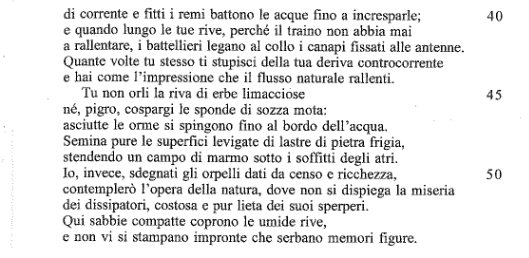 di corrente e fitti i remi battono le acque fino a incresparle; 40
e quando lungo le tue rive, perché il traino non abbia mai
a rallentare, i battellieri legano al collo i canapi fissati alle antenne.
Quante volte tu stesso ti stupisci della tua deriva controcorrente
e hai come l'impressione che il flusso naturale rallenti.
Tu non orli la riva di erbe limacciose 45
né, pigro, cospargi le sponde di sozza mota:
asciutte le orme si spingono fino al bordo dell'acqua.
Semina pure le superfici levigate di lastre di pietra frigia,
stendendo un campo di marmo sotto i soffitti degli atri.
Io, invece, sdegnati gli orpelli dati da censo e ricchezza, 50
contemplerò l'opera della natura, dove non si dispiega la miseria
dei dissipatori, costosa e pur lieta dei suoi sperperi.
Qui sabbie compatte coprono le umide rive,
e non vi si stampano impronte che serbano memori figure.